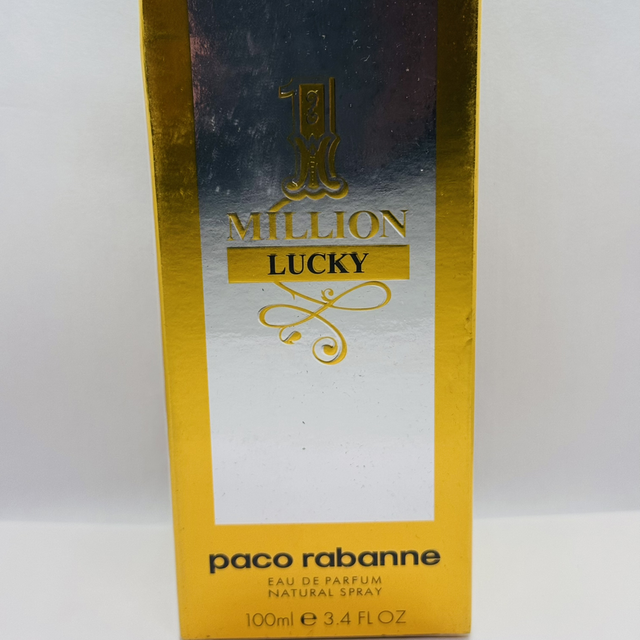 1
MILLION
LUCKY
paco rabanne
EAU DE PARFUM
NATURAL SPRAY
100ml e 3.4 FL OZ